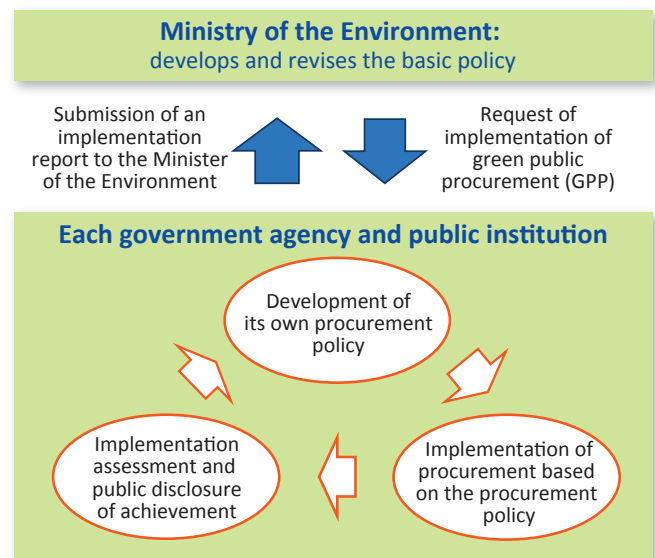 Ministry of the Environment:
develops and revises the basic policy
Submission of an
implementation
report to the Minister
of the Environment
Request of
implementation of
green public
procurement (GPP)
Each government agency and public institution
Development of
its own procurement
policy
Implementation
assessment and
public disclosure
of achievement
Implementation of
procurement based
on the procurement
policy